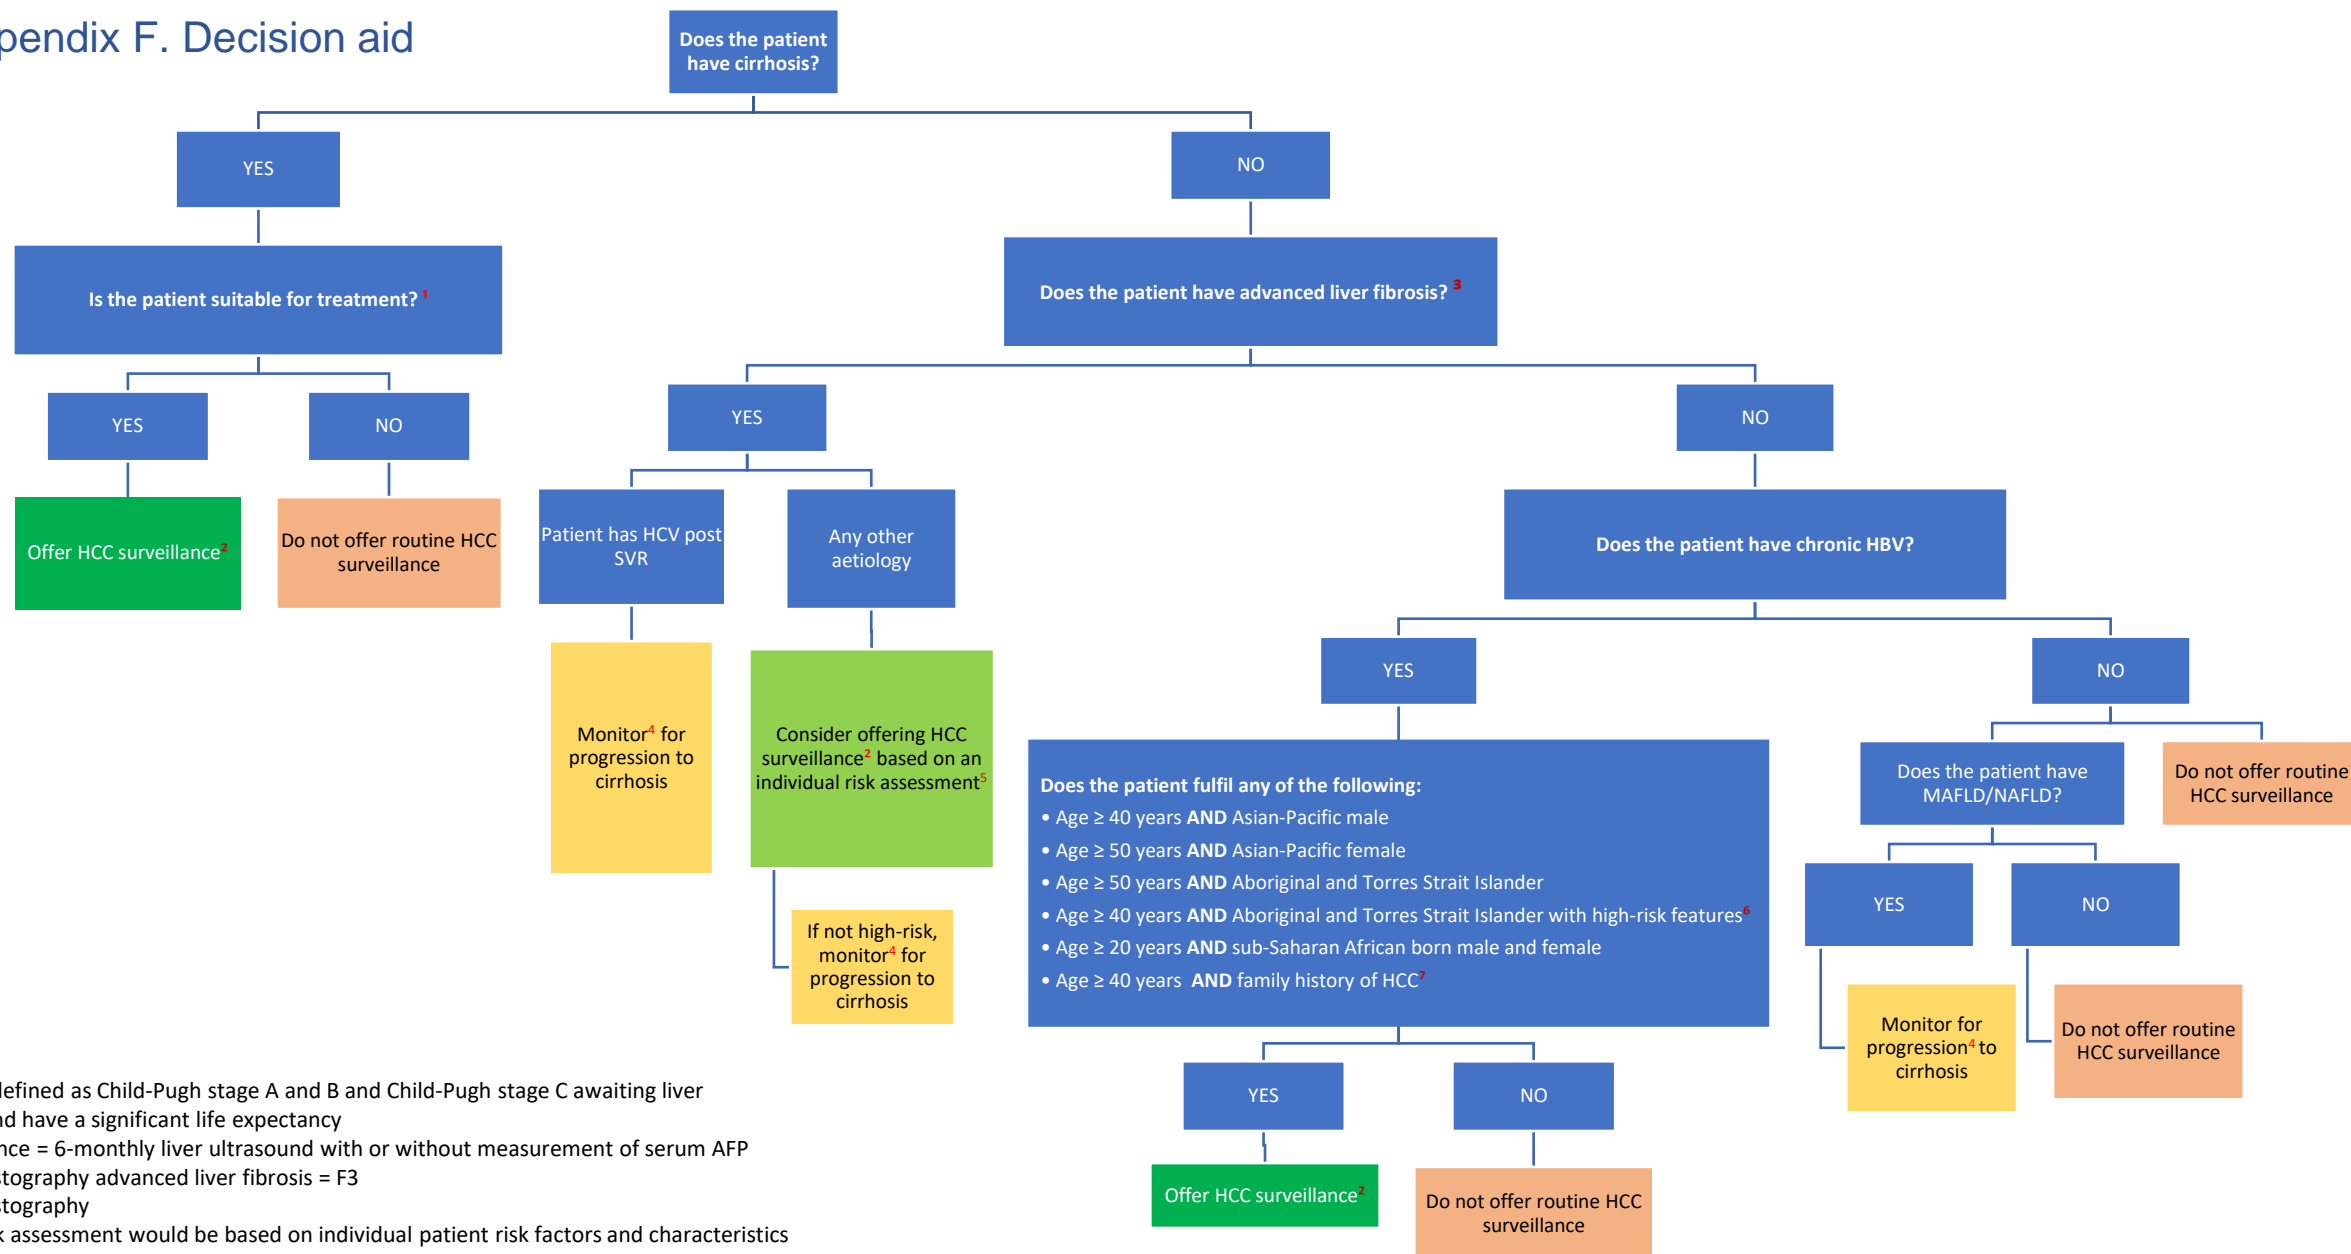 pendix F. Decision aid
Does the patient
have cirrhosis?
YES
NO
Is the patient suitable for treatment? ¹
Does the patient have advanced liver fibrosis? ³
YES
NO
YES
NO
Offer HCC surveillance²
Do not offer routine HCC
surveillance
Patient has HCV post
SVR
Any other
aetiology
Does the patient have chronic HBV?
Monitor⁴ for
progression to
cirrhosis
Consider offering HCC
surveillance² based on an
individual risk assessment⁵
If not high-risk,
monitor⁴ for
progression to
cirrhosis
YES
NO
Does the patient fulfil any of the following:
• Age ≥ 40 years AND Asian-Pacific male
• Age ≥ 50 years AND Asian-Pacific female
• Age ≥ 50 years AND Aboriginal and Torres Strait Islander
• Age ≥ 40 years AND Aboriginal and Torres Strait Islander with high-risk features⁶
• Age ≥ 20 years AND sub-Saharan African born male and female
• Age ≥ 40 years AND family history of HCC⁷
Does the patient have
MAFLD/NAFLD?
Do not offer routine
HCC surveillance
YES
NO
Monitor for
progression⁴ to
cirrhosis
Do not offer routine
HCC surveillance
YES
NO
Offer HCC surveillance²
Do not offer routine HCC
surveillance
defined as Child-Pugh stage A and B and Child-Pugh stage C awaiting liver
nd have a significant life expectancy
nce = 6-monthly liver ultrasound with or without measurement of serum AFP
stography advanced liver fibrosis = F3
stography
k assessment would be based on individual patient risk factors and characteristics